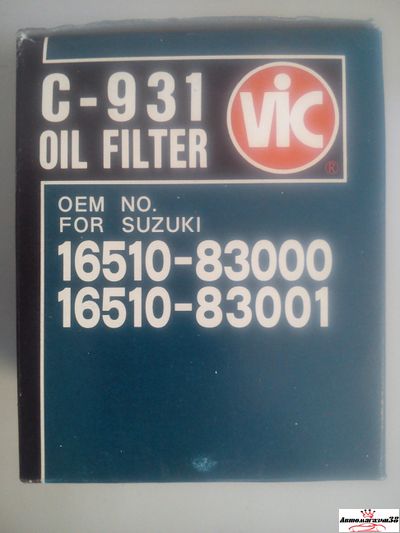 C-931
OIL FILTER
VIC
®
OEM NO.
FOR SUZUKI
16510-83000
16510-83001
Автомагазин38